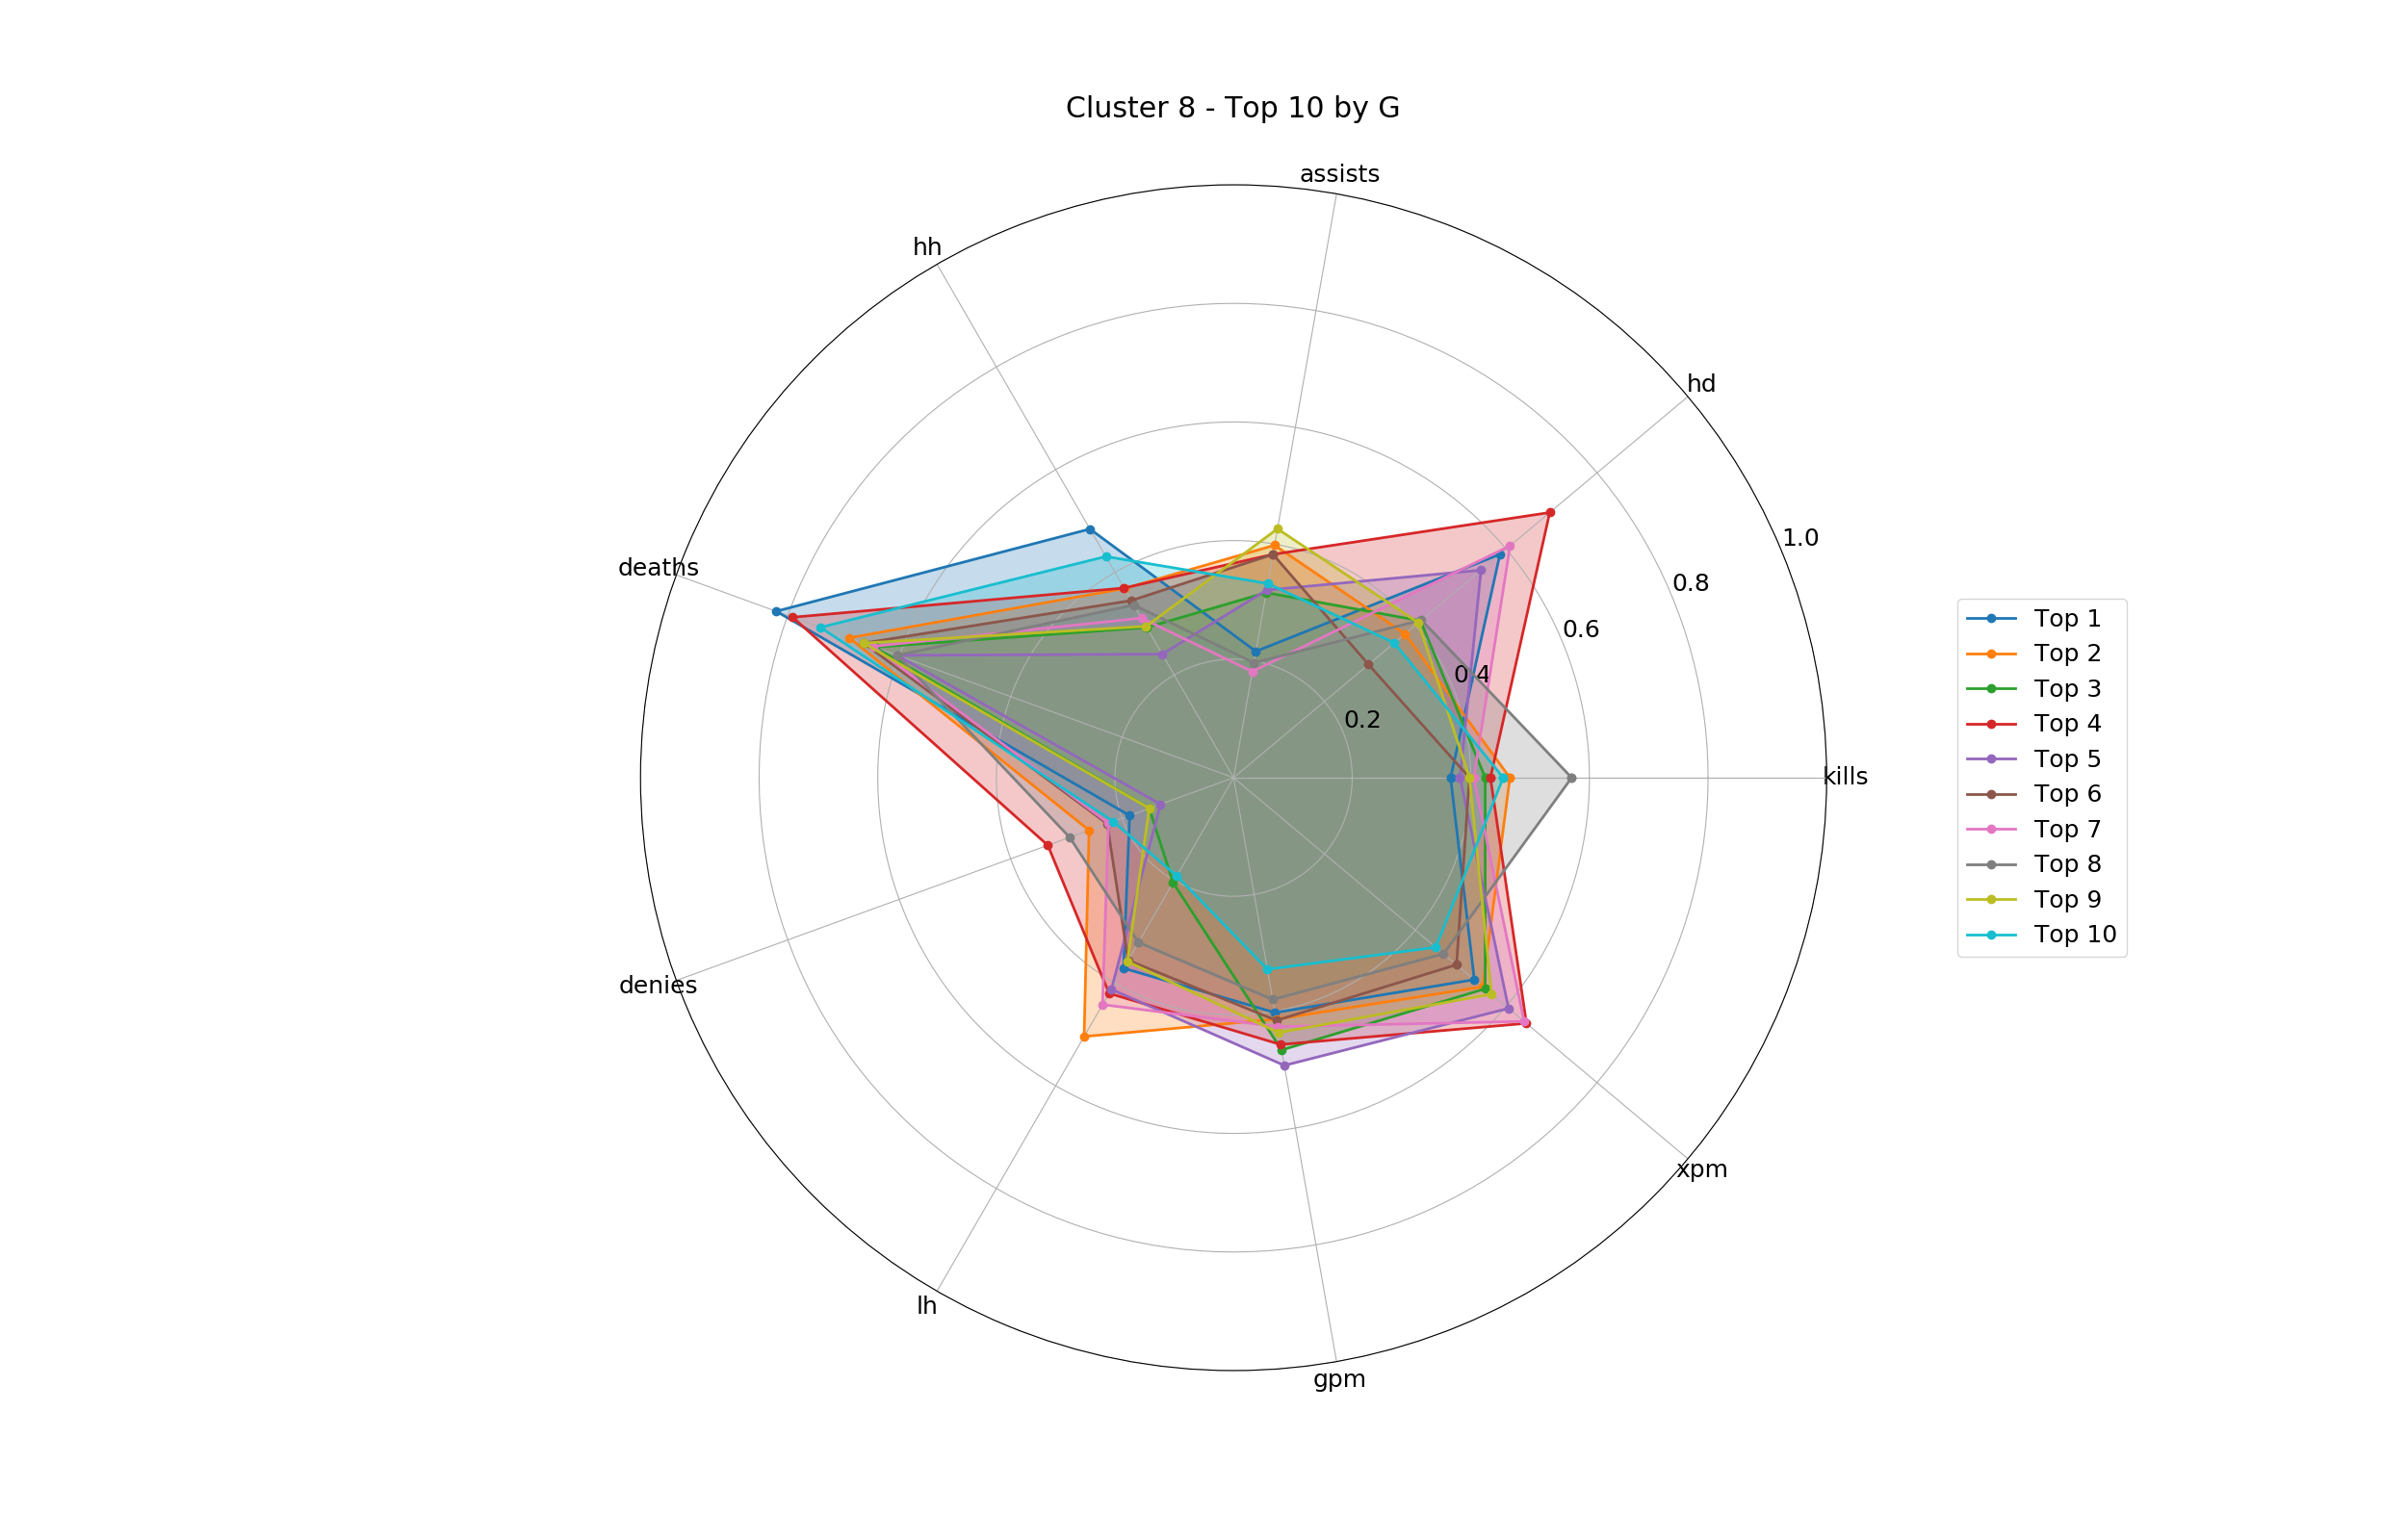 Cluster 8 - Top 10 by G
assists
hh
hd
deaths
1.0
0.8
0.6
0.4
0.2
kills
denies
xpm
lh
gpm
Top 1
Top 2
Top 3
Top 4
Top 5
Top 6
Top 7
Top 8
Top 9
Top 10